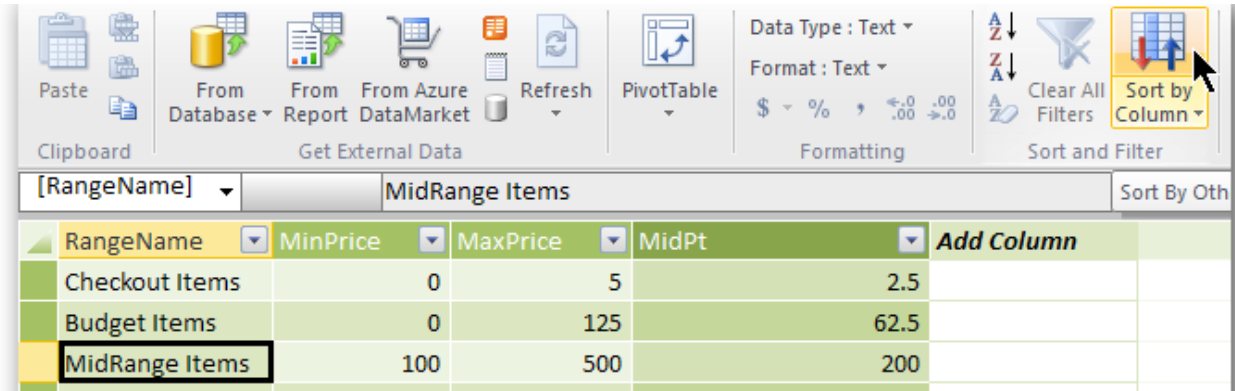 Paste
From Database
From Report
From Azure DataMarket
Refresh
PivotTable
Data Type : Text
Format : Text
$ % , .0 .00 .00 .0
A Z
Z A
A Z
Clear All Filters
Sort by Column
Clipboard
Get External Data
Formatting
Sort and Filter
[RangeName] MidRange Items
Sort By Oth
RangeName MinPrice MaxPrice MidPt Add Column
Checkout Items 0 5 2.5
Budget Items 0 125 62.5
MidRange Items 100 500 200